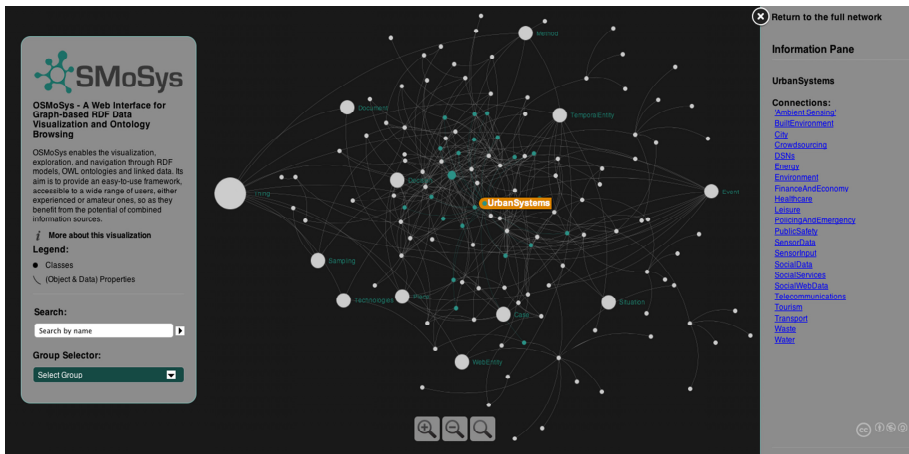 OSMoSys
OSMoSys - A Web Interface for
Graph-based RDF Data
Visualization and Ontology
Browsing
OSMoSys enables the visualization,
exploration, and navigation through RDF
models, OWL ontologies and linked data. Its
aim is to provide an easy-to-use framework,
accessible to a wide range of users, either
experienced or amateur ones, so as they
benefit from the potential of combined
information sources.
i More about this visualization
Legend:
Classes
(Object & Data) Properties
Search:
Search by name
Group Selector:
Select Group
Method
Document
TemporalEntity
Thing
UrbanSystems
Event
Sampling
Technologies
Situation
Case
WebEntity
Return to the full network
Information Pane
UrbanSystems
Connections:
'Ambient Sensing'
BuiltEnvironment
City
Crowdsourcing
DSNs
Energy
Environment
FinanceAndEconomy
Healthcare
Leisure
PolicingAndEmergency
PublicSafety
SensorData
SensorInput
SocialData
SocialServices
SocialWebData
Telecommunications
Tourism
Transport
Waste
Water
cc